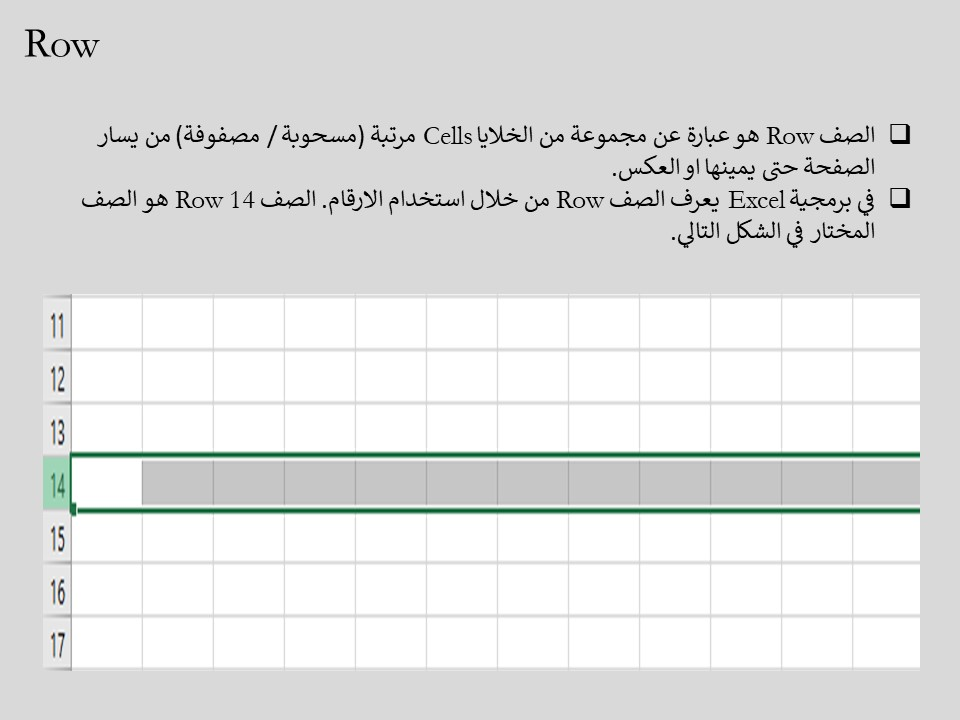 Row
❑ الصف Row هو عبارة عن مجموعة من الخلايا Cells مرتبة (مسحوبة / مصفوفة) من يسار
الصفحة حتى يمينها او العكس.
❑ في برمجية Excel يعرف الصف Row من خلال استخدام الارقام. الصف Row 14 هو الصف
المختار في الشكل التالي.
11
12
13
14
15
16
17